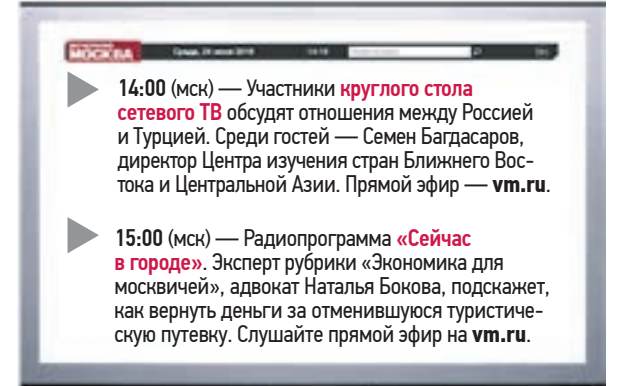 МОСКВА
14:00 (мск) — Участники круглого стола
сетевого ТВ обсудят отношения между Россией
и Турцией. Среди гостей — Семен Багдасаров,
директор Центра изучения стран Ближнего Вос-
тока и Центральной Азии. Прямой эфир — vm.ru.
15:00 (мск) — Радиопрограмма «Сейчас
в городе». Эксперт рубрики «Экономика для
москвичей», адвокат Наталья Бокова, подскажет,
как вернуть деньги за отменившуюся туристиче-
скую путевку. Слушайте прямой эфир на vm.ru.